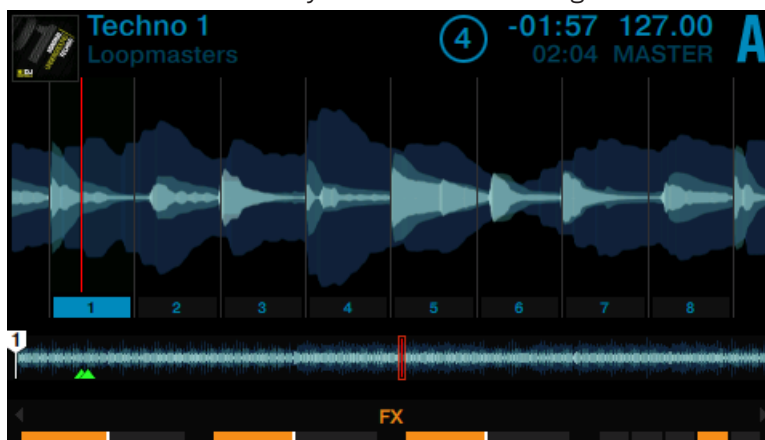 Techno 1
Loopmasters
4
-01:57 127.00
02:04 MASTER
A
1 2 3 4 5 6 7 8
1
FX